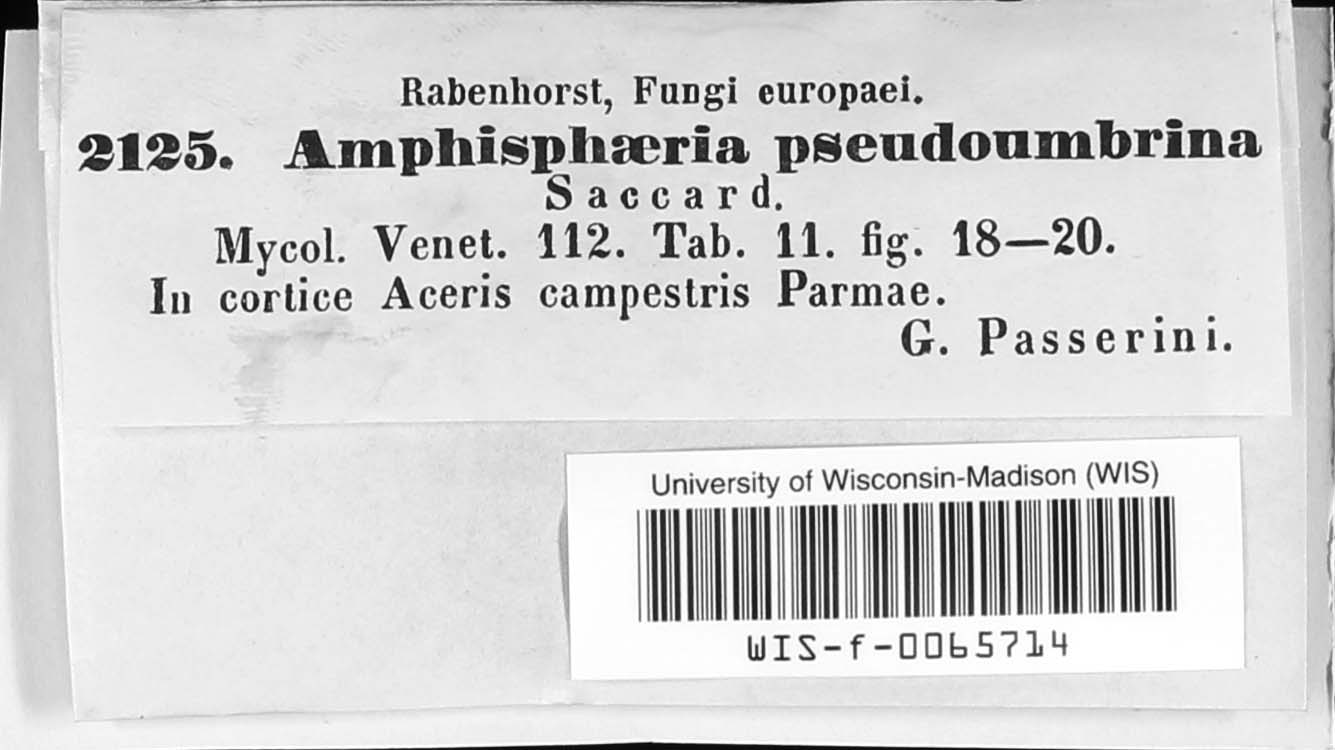 Rabenhorst, Fungi europaei.
2125. Amphisphæria pseudoumbrina
Saccard.
Mycol. Venet. 112. Tab. 11. fig. 18—20.
In cortice Aceris campestris Parmae.
G. Passerini.
University of Wisconsin-Madison (WIS)
WIS-f-0065714